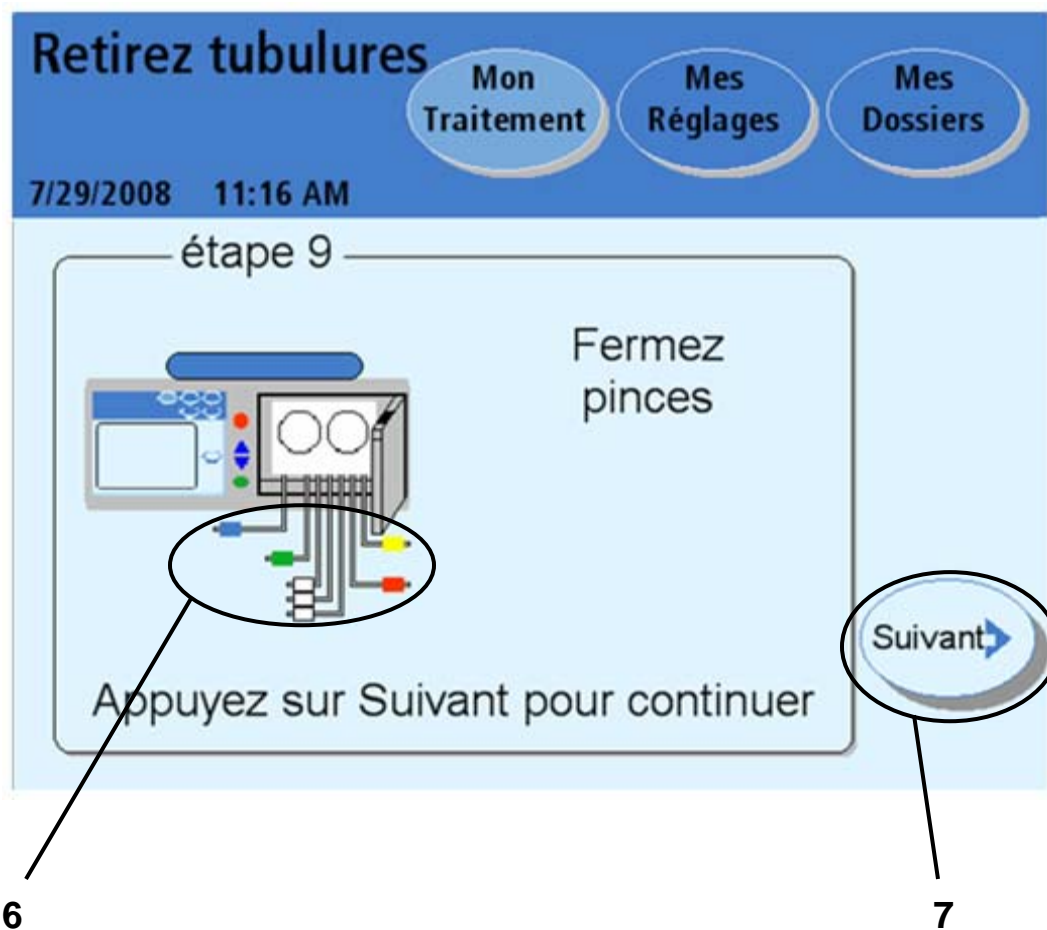 Retirez tubulures
Mon
Traitement
Mes
Réglages
Mes
Dossiers
7/29/2008 11:16 AM
étape 9
Fermez
pinces
Suivant
Appuyez sur Suivant pour continuer
6
7